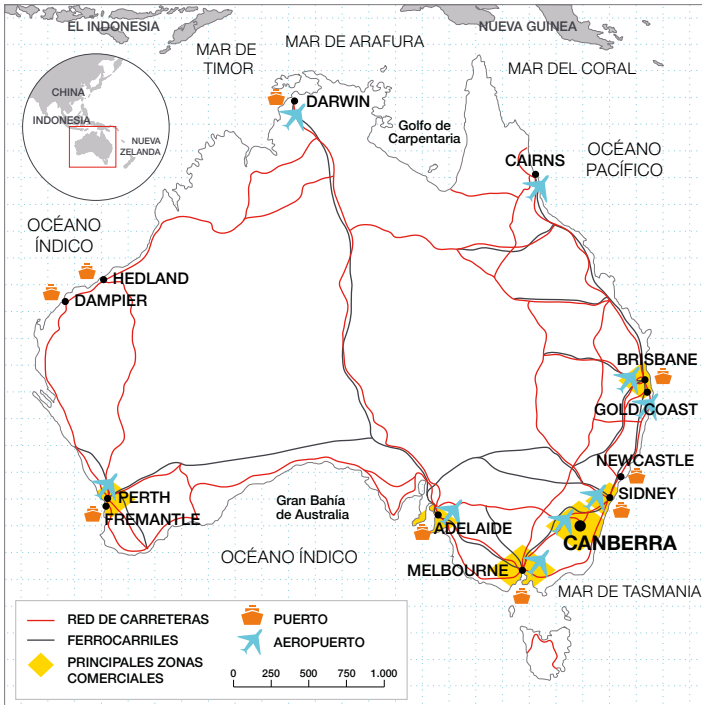 EL INDONESIA
NUEVA GUINEA
MAR DE
TIMOR
MAR DE ARAFURA
MAR DEL CORAL
CHINA
INDONESIA
NUEVA
ZELANDA
DARWIN
Golfo de
Carpentaria
CAIRNS
OCÉANO
PACÍFICO
OCÉANO
ÍNDICO
HEDLAND
DAMPIER
BRISBANE
GOLD COAST
NEWCASTLE
SIDNEY
PERTH
FREMANTLE
Gran Bahía
de Australia
ADELAIDE
CANBERRA
OCÉANO ÍNDICO
MELBOURNE
MAR DE TASMANIA
RED DE CARRETERAS
FERROCARRILES
PRINCIPALES ZONAS
COMERCIALES
PUERTO
AEROPUERTO
0 250 500 750 1.000